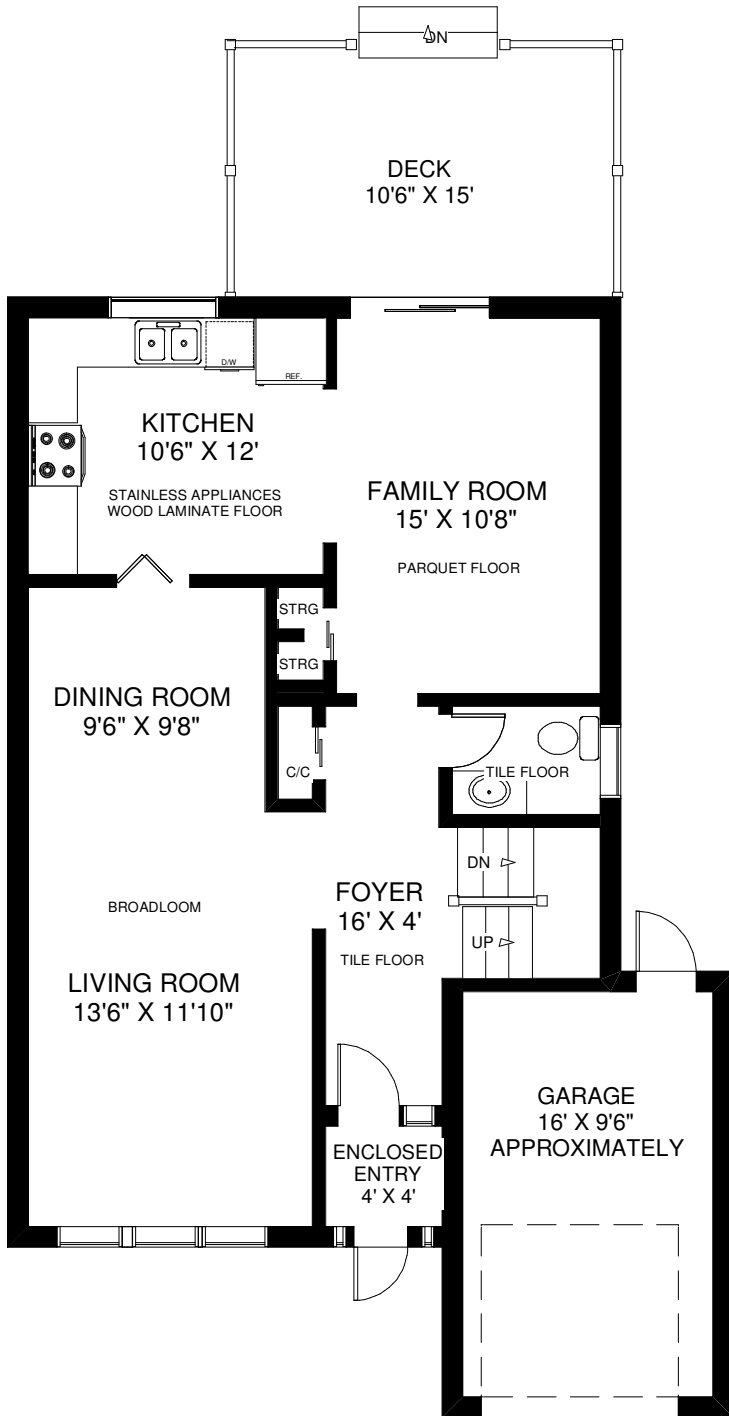 DN
DECK
10'6" X 15'
D/W
REF.
KITCHEN
10'6" X 12'
STAINLESS APPLIANCES
WOOD LAMINATE FLOOR
FAMILY ROOM
15' X 10'8"
PARQUET FLOOR
STRG
STRG
DINING ROOM
9'6" X 9'8"
C/C
TILE FLOOR
DN
FOYER
16' X 4'
TILE FLOOR
UP
BROADLOOM
LIVING ROOM
13'6" X 11'10"
GARAGE
16' X 9'6"
APPROXIMATELY
ENCLOSED
ENTRY
4' X 4'